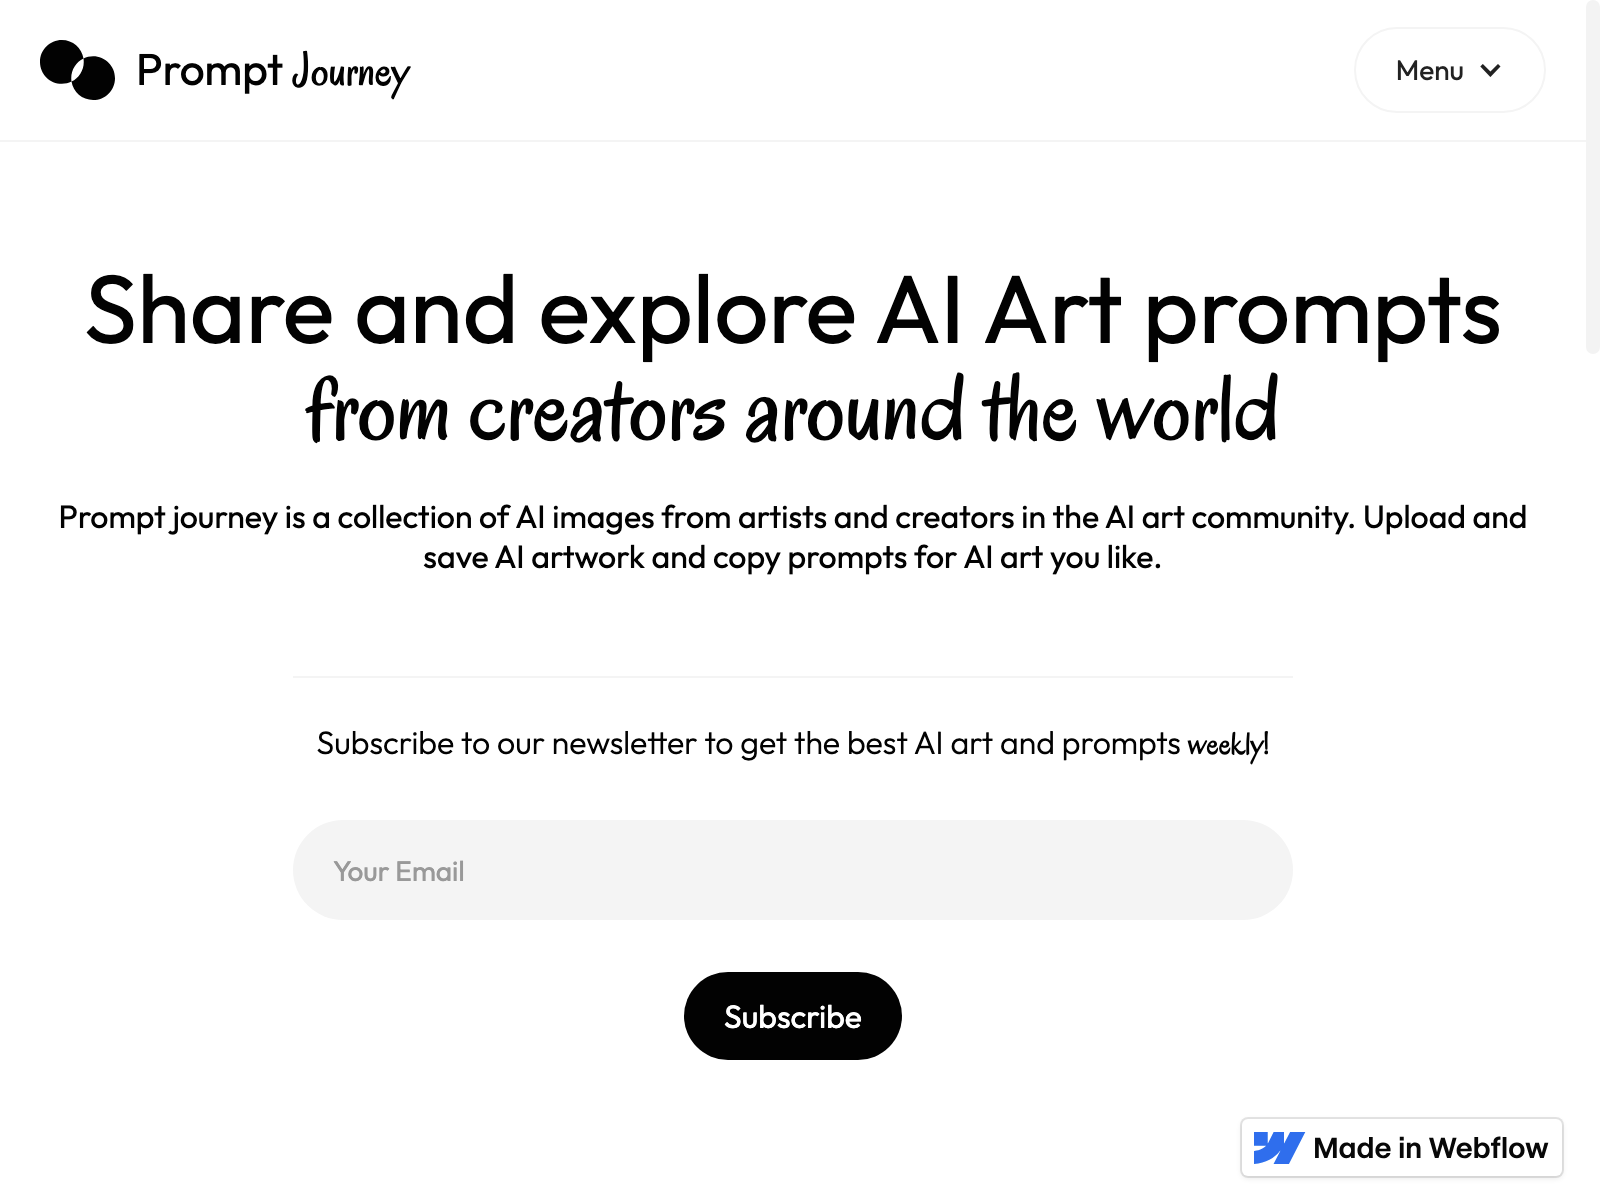 Prompt Journey
Menu
Share and explore AI Art prompts
from creators around the world
Prompt journey is a collection of AI images from artists and creators in the AI art community. Upload and
save AI artwork and copy prompts for AI art you like.
Subscribe to our newsletter to get the best AI art and prompts weekly!
Your Email
Subscribe
Made in Webflow